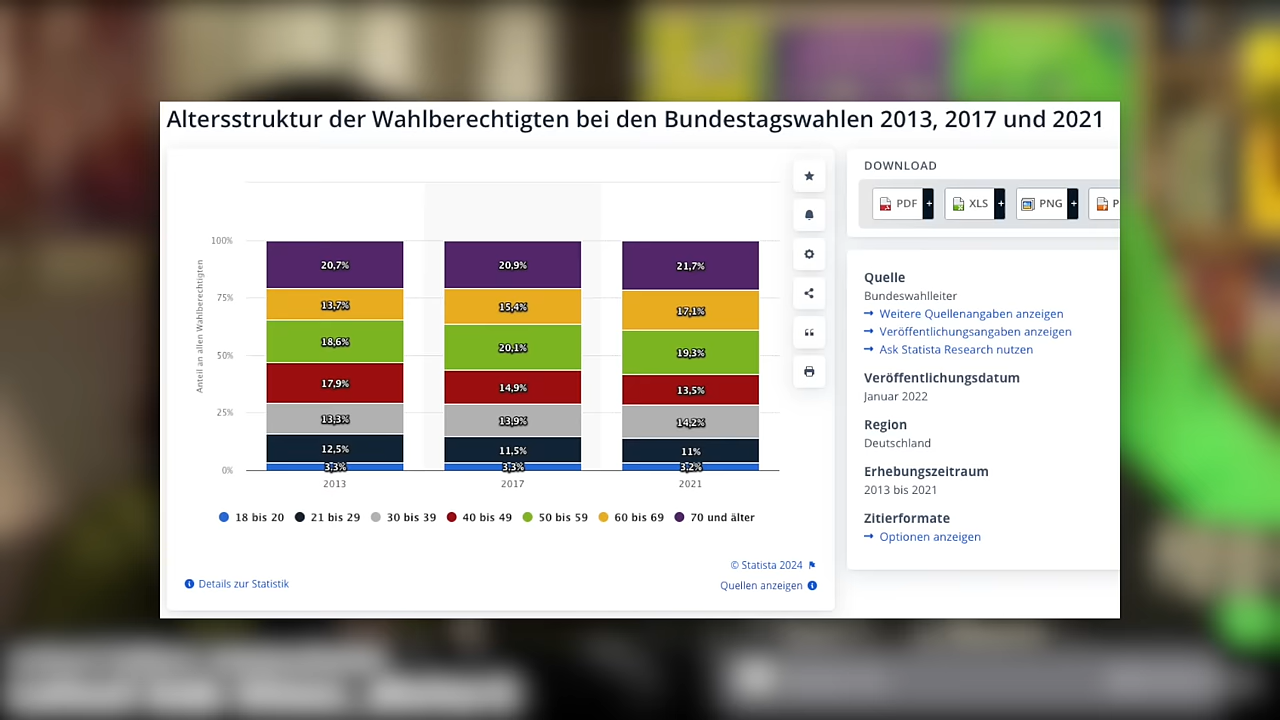 Altersstruktur der Wahlberechtigten bei den Bundestagswahlen 2013, 2017 und 2021
Anteil an allen Wahlberechtigten
100%
75%
50%
25%
0%
20,7%
13,7%
18,6%
17,9%
13,3%
12,5%
3,3%
20,9%
15,4%
20,1%
14,9%
13,9%
11,5%
3,3%
21,7%
17,1%
19,3%
13,5%
14,2%
11%
3,2%
2013
2017
2021
18 bis 20
21 bis 29
30 bis 39
40 bis 49
50 bis 59
60 bis 69
70 und älter
© Statista 2024
Details zur Statistik
Quellen anzeigen
DOWNLOAD
PDF +
XLS +
PNG +
P
Quelle
Bundeswahlleiter
→ Weitere Quellenangaben anzeigen
→ Veröffentlichungsangaben anzeigen
→ Ask Statista Research nutzen
Veröffentlichungsdatum
Januar 2022
Region
Deutschland
Erhebungszeitraum
2013 bis 2021
Zitierformate
→ Optionen anzeigen